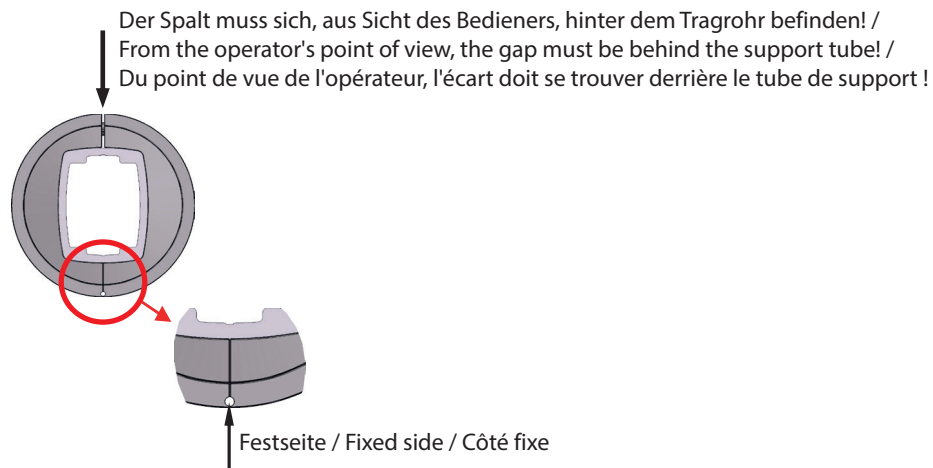 Der Spalt muss sich, aus Sicht des Bedieners, hinter dem Tragrohr befinden! /
From the operator's point of view, the gap must be behind the support tube! /
Du point de vue de l'opérateur, l'écart doit se trouver derrière le tube de support !
Festseite / Fixed side / Côté fixe